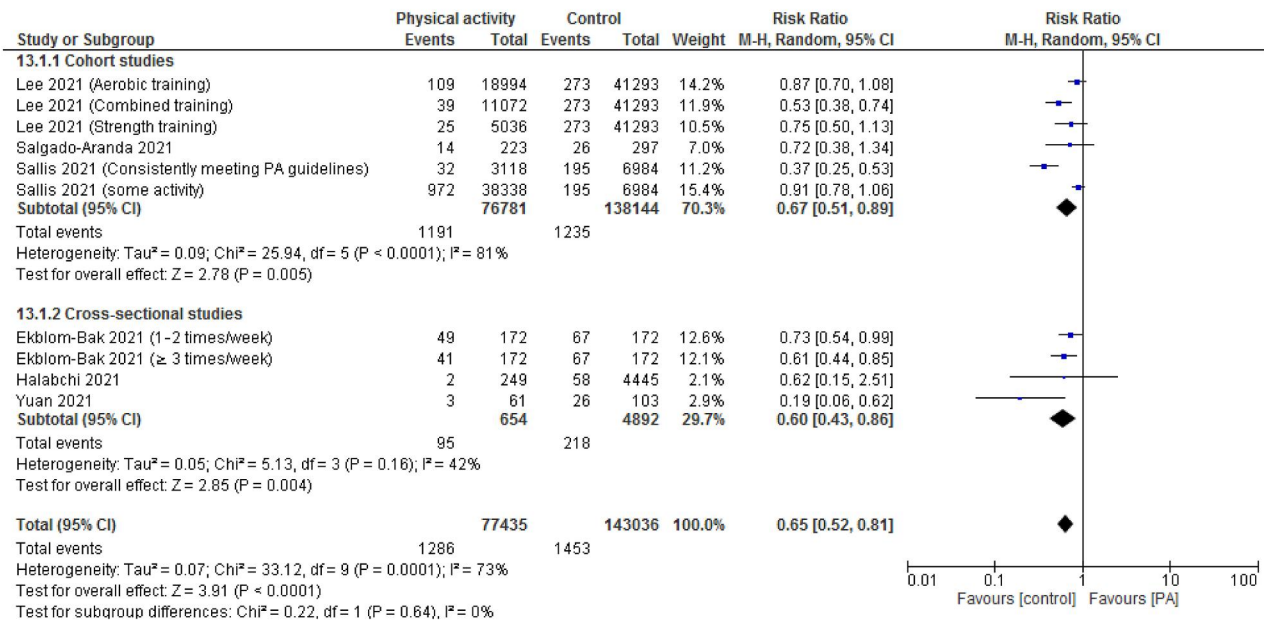 Physical activity Control Risk Ratio Risk Ratio
Study or Subgroup Events Total Events Total Weight M-H, Random, 95% CI M-H, Random, 95% CI
13.1.1 Cohort studies
Lee 2021 (Aerobic training) 109 18994 273 41293 14.2% 0.87 [0.70, 1.08]
Lee 2021 (Combined training) 39 11072 273 41293 11.9% 0.53 [0.38, 0.74]
Lee 2021 (Strength training) 25 5036 273 41293 10.5% 0.75 [0.50, 1.13]
Salgado-Aranda 2021 14 223 26 297 7.0% 0.72 [0.38, 1.34]
Sallis 2021 (Consistently meeting PA guidelines) 32 3118 195 6984 11.2% 0.37 [0.25, 0.53]
Sallis 2021 (some activity) 972 38338 195 6984 15.4% 0.91 [0.78, 1.06]
Subtotal (95% CI) 76781 138144 70.3% 0.67 [0.51, 0.89]
Total events 1191 1235
Heterogeneity: Tau² = 0.09; Chi² = 25.94, df = 5 (P < 0.0001); I² = 81%
Test for overall effect: Z = 2.78 (P = 0.005)
13.1.2 Cross-sectional studies
Ekblom-Bak 2021 (1-2 times/week) 49 172 67 172 12.6% 0.73 [0.54, 0.99]
Ekblom-Bak 2021 (≥ 3 times/week) 41 172 67 172 12.1% 0.61 [0.44, 0.85]
Halabchi 2021 2 249 58 4445 2.1% 0.62 [0.15, 2.51]
Yuan 2021 3 61 26 103 2.9% 0.19 [0.06, 0.62]
Subtotal (95% CI) 654 4892 29.7% 0.60 [0.43, 0.86]
Total events 95 218
Heterogeneity: Tau² = 0.05; Chi² = 5.13, df = 3 (P = 0.16); I² = 42%
Test for overall effect: Z = 2.85 (P = 0.004)
Total (95% CI) 77435 143036 100.0% 0.65 [0.52, 0.81]
Total events 1286 1453
Heterogeneity: Tau² = 0.07; Chi² = 33.12, df = 9 (P = 0.0001); I² = 73%
Test for overall effect: Z = 3.91 (P < 0.0001)
Test for subgroup differences: Chi² = 0.22, df = 1 (P = 0.64), I² = 0%
0.01 0.1 1 10 100
Favours [control] Favours [PA]